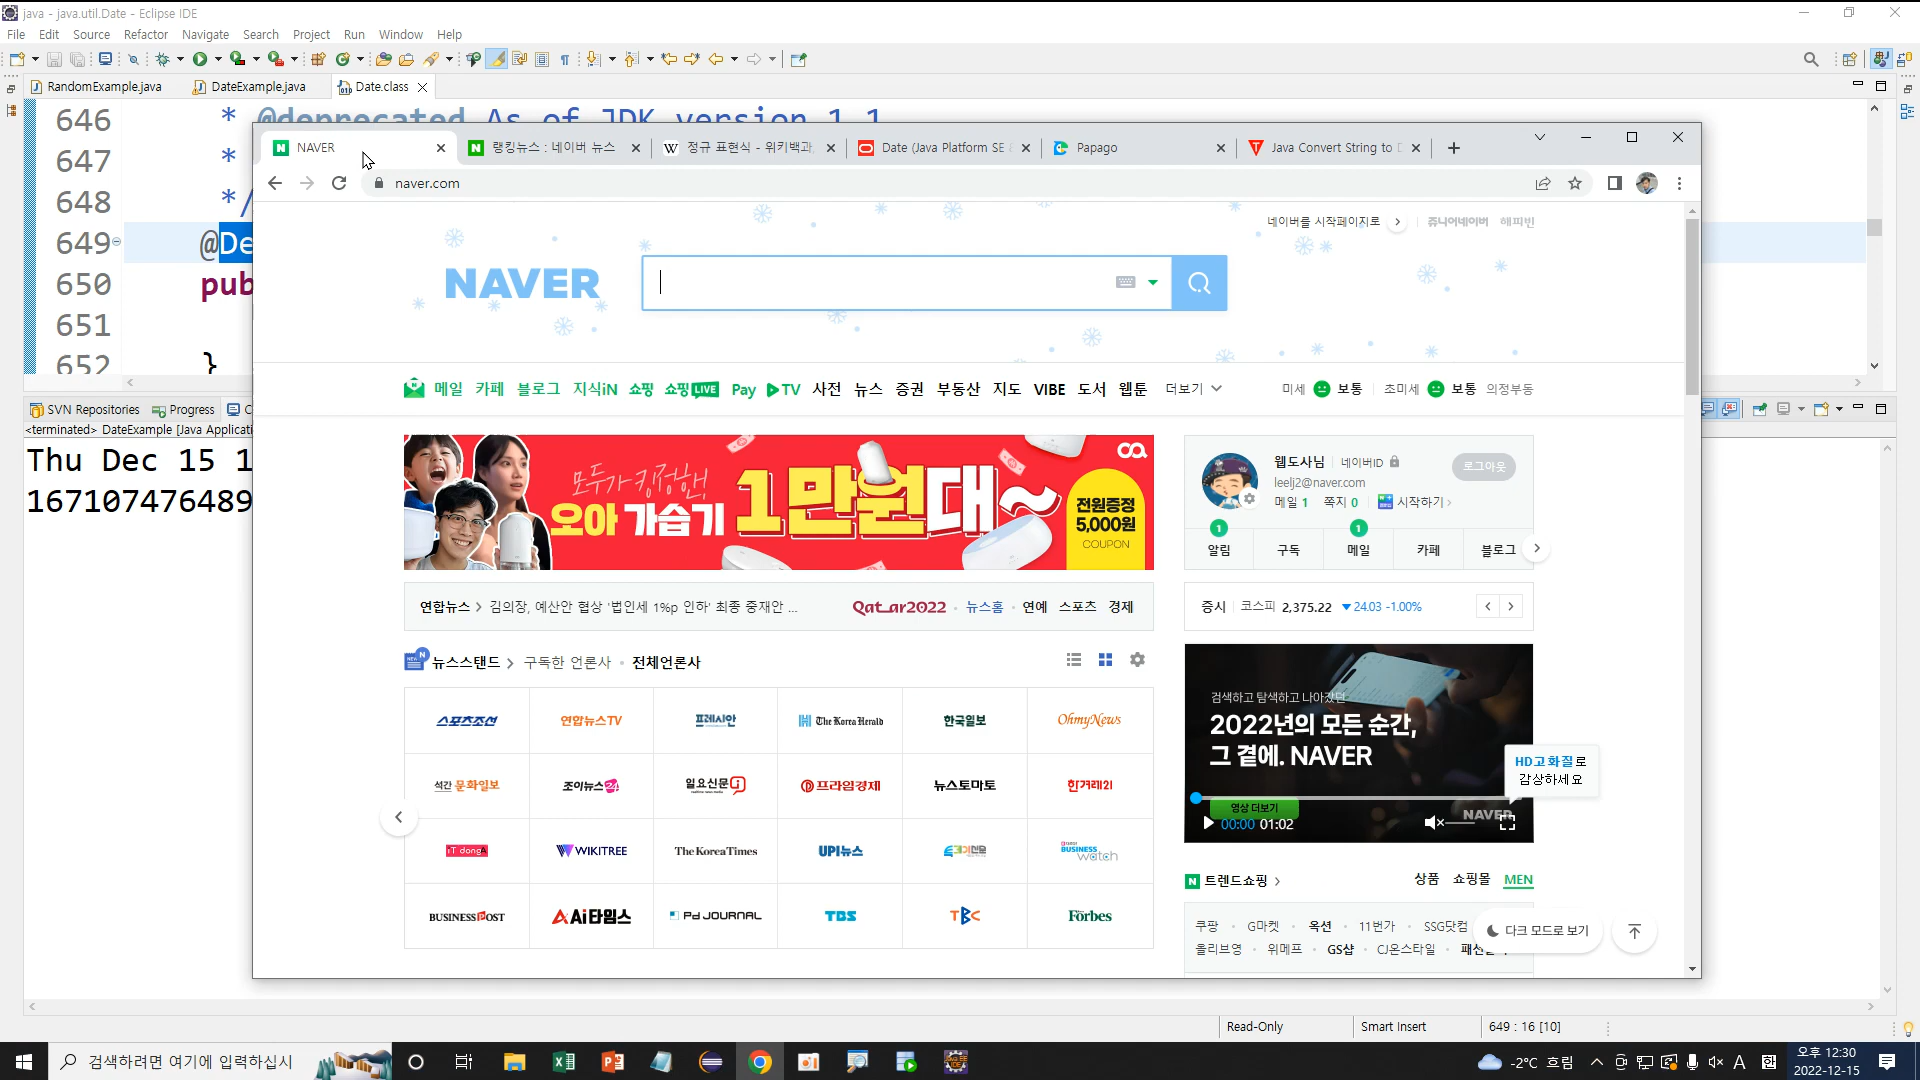 java - java.util.Date - Eclipse IDE
File Edit Source Refactor Navigate Search Project Run Window Help
RandomExample.java DateExample.java Date.class
646 * @deprecated As of JDK version 1.1
647 *
648 */
649 @De
650 pub
651
652 }
NAVER
랭킹뉴스 : 네이버 뉴스
정규 표현식 - 위키백과,
Date (Java Platform SE
Papago
Java Convert String to D
naver.com
네이버를 시작페이지로 쥬니어네이버 해피빈
NAVER
메일 카페 블로그 지식iN 쇼핑 쇼핑LIVE Pay TV 사전 뉴스 증권 부동산 지도 VIBE 도서 웹툰 더보기
미세 보통 초미세 보통 의정부동
모두가 킹정한!
오아 가습기 1만원대~
전원증정
5,000원
COUPON
웹도사님 네이버ID 로그아웃
leelj2@naver.com
메일 1 쪽지 0 시작하기
1 1
알림 구독 메일 카페 블로그
연합뉴스 > 김의장, 예산안 협상 '법인세 1%p 인하' 최종 중재안 ...
Qatar2022 뉴스홈 연예 스포츠 경제
증시 코스피 2,375.22 ▼24.03 -1.00%
뉴스스탠드 > 구독한 언론사 · 전체언론사
스포츠조선 연합뉴스TV 프레시안 The Korea Herald 한국일보 OhmyNews
석간 문화일보 조이뉴스24 일요신문 프라임경제 뉴스토마토 한겨레21
IT dongA WIKITREE The Korea Times UPI뉴스 BUSINESS watch
BUSINESS POST Ai타임스 Pd JOURNAL TBS TBC Forbes
검색하고 탐색하고 나아갔던
2022년의 모든 순간,
그 곁에. NAVER
HD고화질로
감상하세요
영상 더보기
00:00 01:02
NAVER
트렌드쇼핑 > 상품 쇼핑몰 MEN
쿠팡 G마켓 옥션 11번가 SSG닷컴
올리브영 위메프 GS샵 CJ온스타일
다크 모드로 보기
SVN Repositories Progress C
<terminated> DateExample [Java Applicati
Thu Dec 15 1
167107476489
Read-Only Smart Insert 649 : 16 [10]
검색하려면 여기에 입력하십시
-2°C 흐림
A 한
오후 12:30
2022-12-15